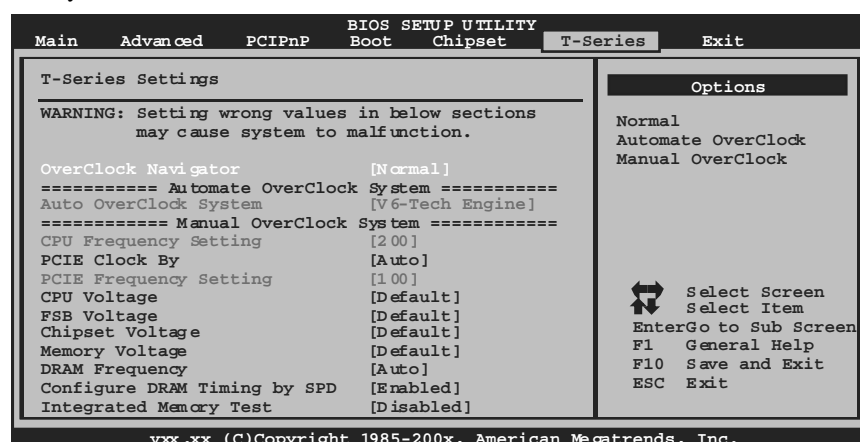 BIOS SETUP UTILITY
Main Advanced PCIPnP Boot Chipset T-Series Exit
T-Series Settings
WARNING: Setting wrong values in below sections
may cause system to malfunction.
OverClock Navigator [Normal]
=========== Automate OverClock System ===========
Auto OverClock System [V6-Tech Engine]
============ Manual OverClock System ============
CPU Frequency Setting [200]
PCIE Clock By [Auto]
PCIE Frequency Setting [100]
CPU Voltage [Default]
FSB Voltage [Default]
Chipset Voltage [Default]
Memory Voltage [Default]
DRAM Frequency [Auto]
Configure DRAM Timing by SPD [Enabled]
Integrated Memory Test [Disabled]
Options
Normal
Automate OverClock
Manual OverClock
Select Screen
Select Item
EnterGo to Sub Screen
F1 General Help
F10 Save and Exit
ESC Exit
vxx.xx (C)Copyright 1985-200x, American Megatrends, Inc.